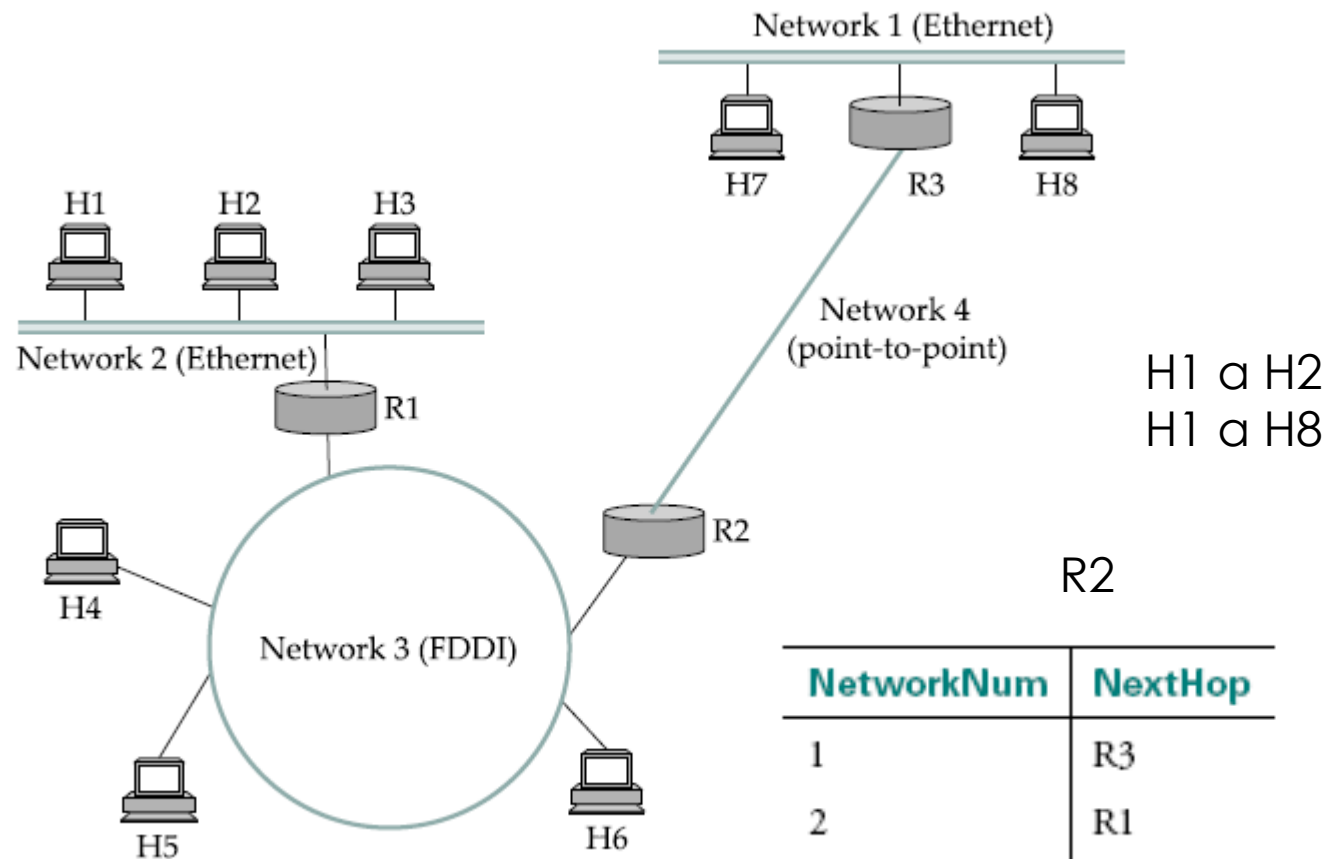 Network 1 (Ethernet)
H7
R3
H8
H1
H2
H3
Network 2 (Ethernet)
R1
Network 4
(point-to-point)
H1 a H2
H1 a H8
R2
H4
Network 3 (FDDI)
H5
H6
R2
NetworkNum NextHop
1 R3
2 R1